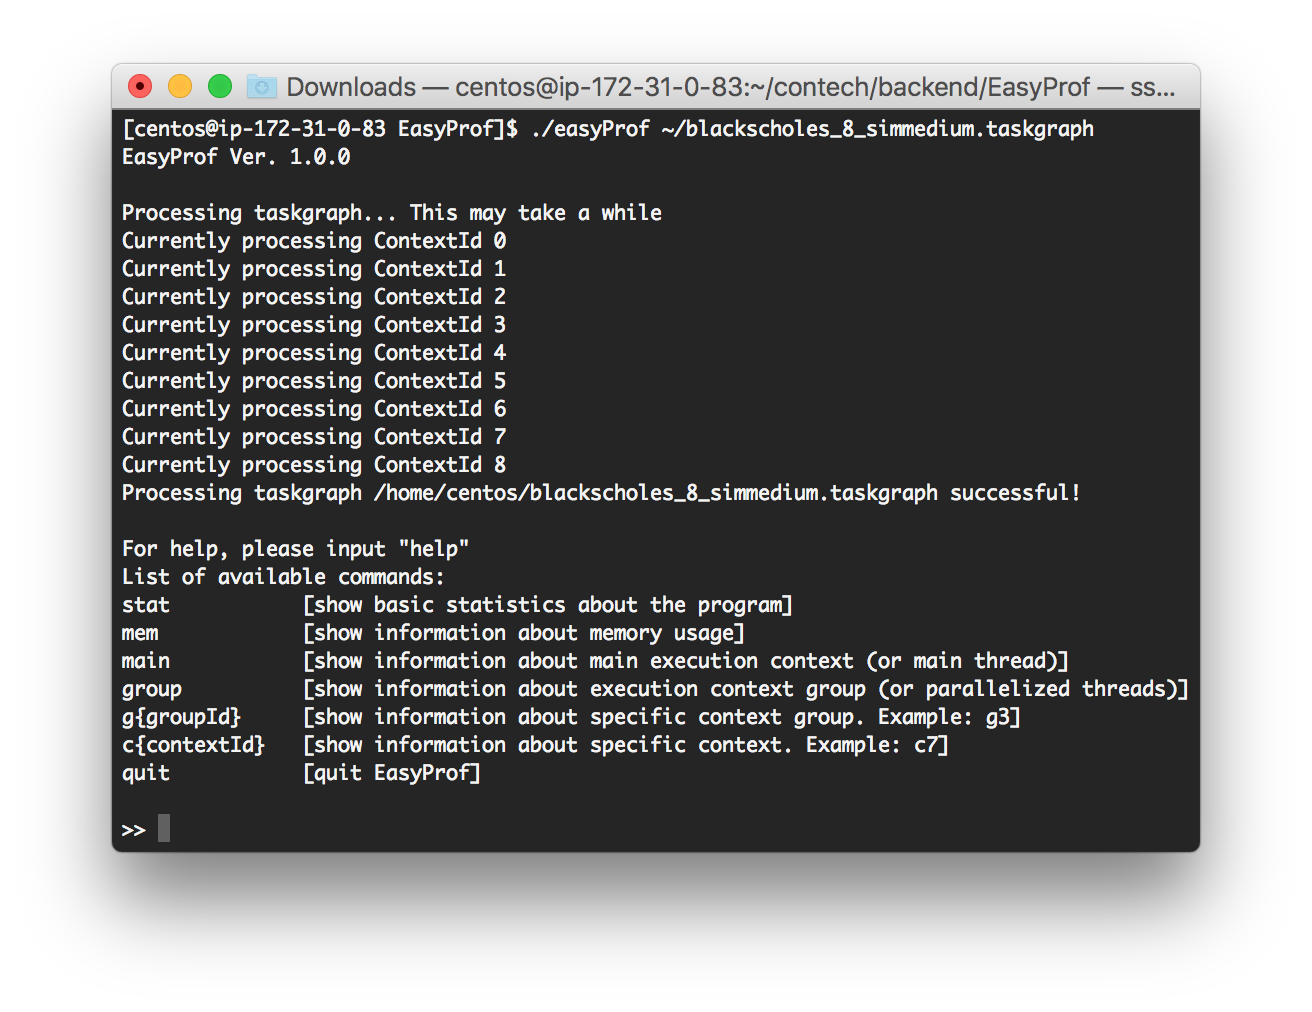 Downloads — centos@ip-172-31-0-83:~/contech/backend/EasyProf — ss...
[centos@ip-172-31-0-83 EasyProf]$ ./easyProf ~/blackscholes_8_simmedium.taskgraph
EasyProf Ver. 1.0.0
Processing taskgraph... This may take a while
Currently processing ContextId 0
Currently processing ContextId 1
Currently processing ContextId 2
Currently processing ContextId 3
Currently processing ContextId 4
Currently processing ContextId 5
Currently processing ContextId 6
Currently processing ContextId 7
Currently processing ContextId 8
Processing taskgraph /home/centos/blackscholes_8_simmedium.taskgraph successful!
For help, please input "help"
List of available commands:
stat [show basic statistics about the program]
mem [show information about memory usage]
main [show information about main execution context (or main thread)]
group [show information about execution context group (or parallelized threads)]
g{groupId} [show information about specific context group. Example: g3]
c{contextId} [show information about specific context. Example: c7]
quit [quit EasyProf]
>>